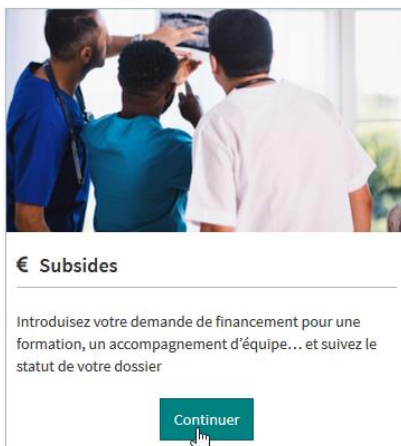 € Subsides
Introduisez votre demande de financement pour une
formation, un accompagnement d'équipe… et suivez le
statut de votre dossier
Continuer